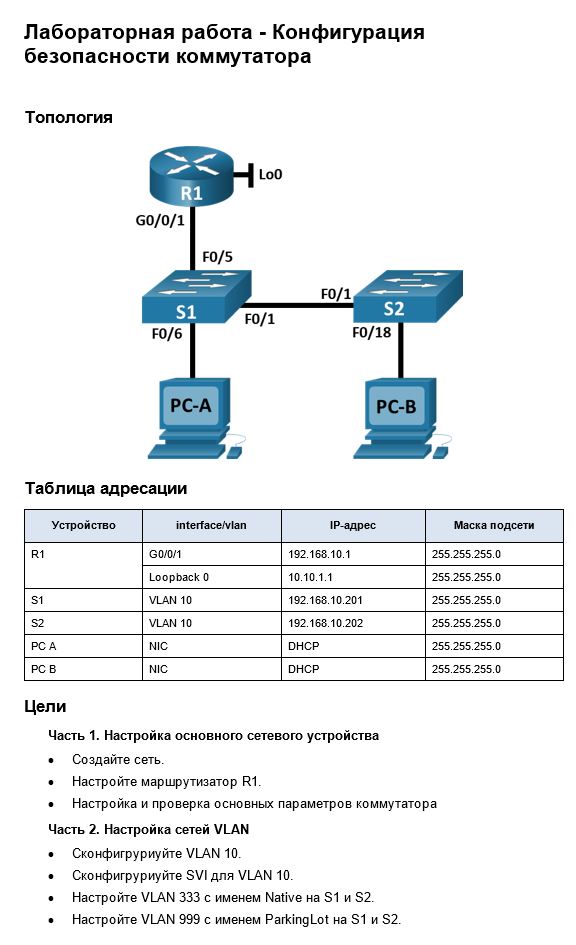 Лабораторная работа - Конфигурация
безопасности коммутатора
Топология
Lo0
R1
G0/0/1
F0/5
F0/1
S1
S2
F0/6
F0/1
F0/18
PC-A
PC-B
Таблица адресации
Устройство interface/vlan IP-адрес Маска подсети
R1 G0/0/1 192.168.10.1 255.255.255.0
Loopback 0 10.10.1.1 255.255.255.0
S1 VLAN 10 192.168.10.201 255.255.255.0
S2 VLAN 10 192.168.10.202 255.255.255.0
PC A NIC DHCP 255.255.255.0
PC B NIC DHCP 255.255.255.0
Цели
Часть 1. Настройка основного сетевого устройства
• Создайте сеть.
• Настройте маршрутизатор R1.
• Настройка и проверка основных параметров коммутатора
Часть 2. Настройка сетей VLAN
• Сконфигруриуйте VLAN 10.
• Сконфигруриуйте SVI для VLAN 10.
• Настройте VLAN 333 с именем Native на S1 и S2.
• Настройте VLAN 999 с именем ParkingLot на S1 и S2.